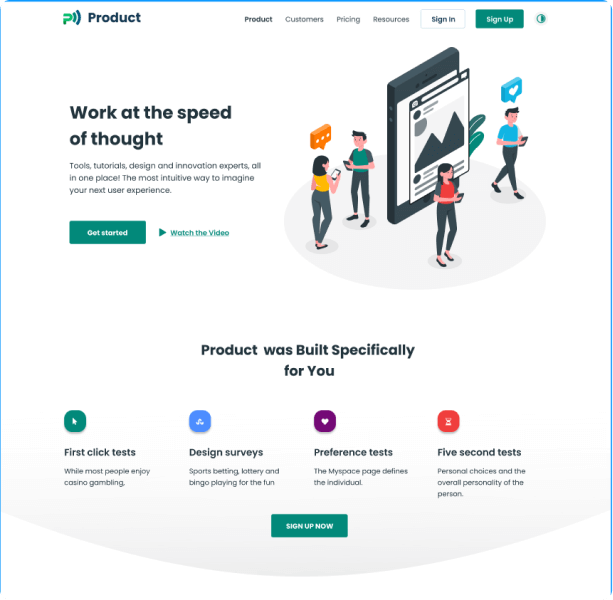 Product
Product Customers Pricing Resources Sign In Sign Up
Work at the speed
of thought
Tools, tutorials, design and innovation experts, all
in one place! The most intuitive way to imagine
your next user experience.
Get started Watch the Video
Product was Built Specifically
for You
First click tests
While most people enjoy
casino gambling,
Design surveys
Sports betting, lottery and
bingo playing for the fun
Preference tests
The Myspace page defines
the individual.
Five second tests
Personal choices and the
overall personality of the
person.
SIGN UP NOW